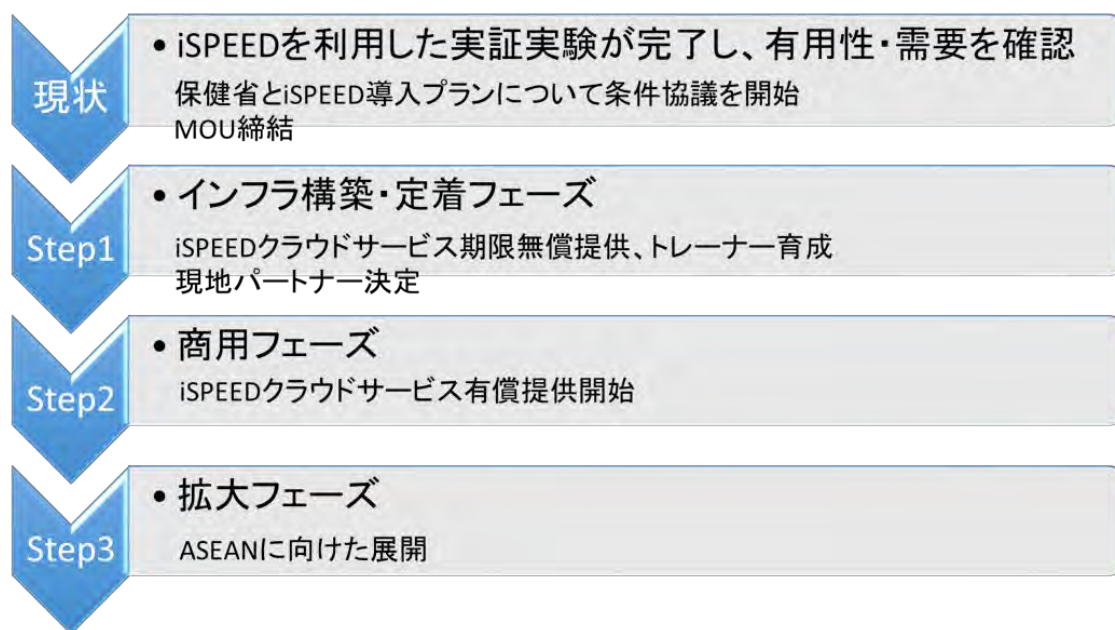 現状
• iSPEEDを利用した実証実験が完了し、有用性・需要を確認
保健省とiSPEED導入プランについて条件協議を開始
MOU締結
Step1
• インフラ構築・定着フェーズ
iSPEEDクラウドサービス期限無償提供、トレーナー育成
現地パートナー決定
Step2
• 商用フェーズ
iSPEEDクラウドサービス有償提供開始
Step3
• 拡大フェーズ
ASEANに向けた展開